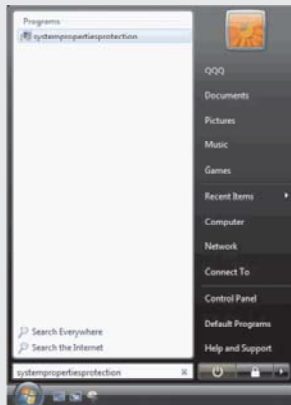 Programs
systempropertiesprotection
Search Everywhere
Search the Internet
systempropertiesprotection
QQQ
Documents
Pictures
Music
Games
Recent Items
Computer
Network
Connect To
Control Panel
Default Programs
Help and Support